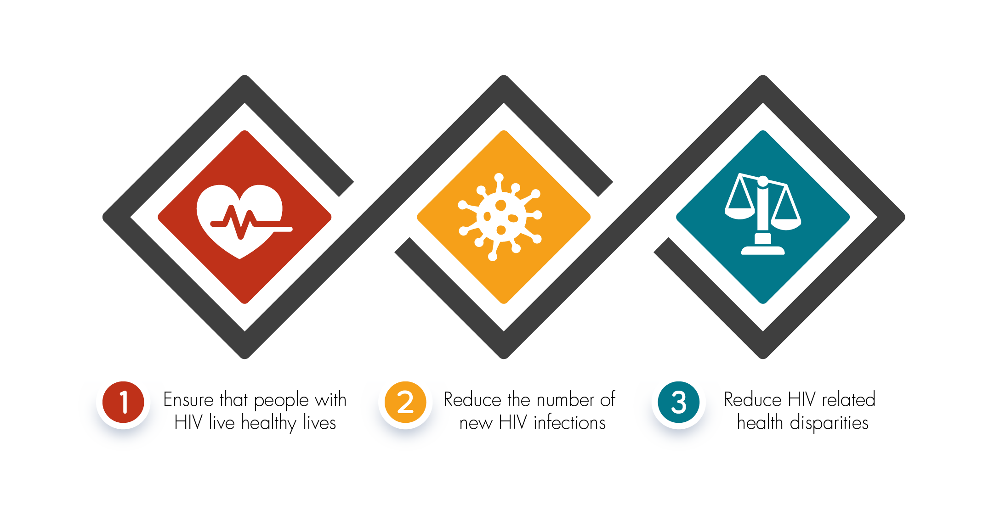 1
Ensure that people with
HIV live healthy lives
2
Reduce the number of
new HIV infections
3
Reduce HIV related
health disparities